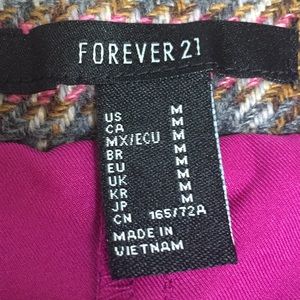 FOREVER 21
US M
CA M
MX/ECU M
BR M
EU M
UK M
KR M
JP M
CN 165/72A
MADE IN
VIETNAM